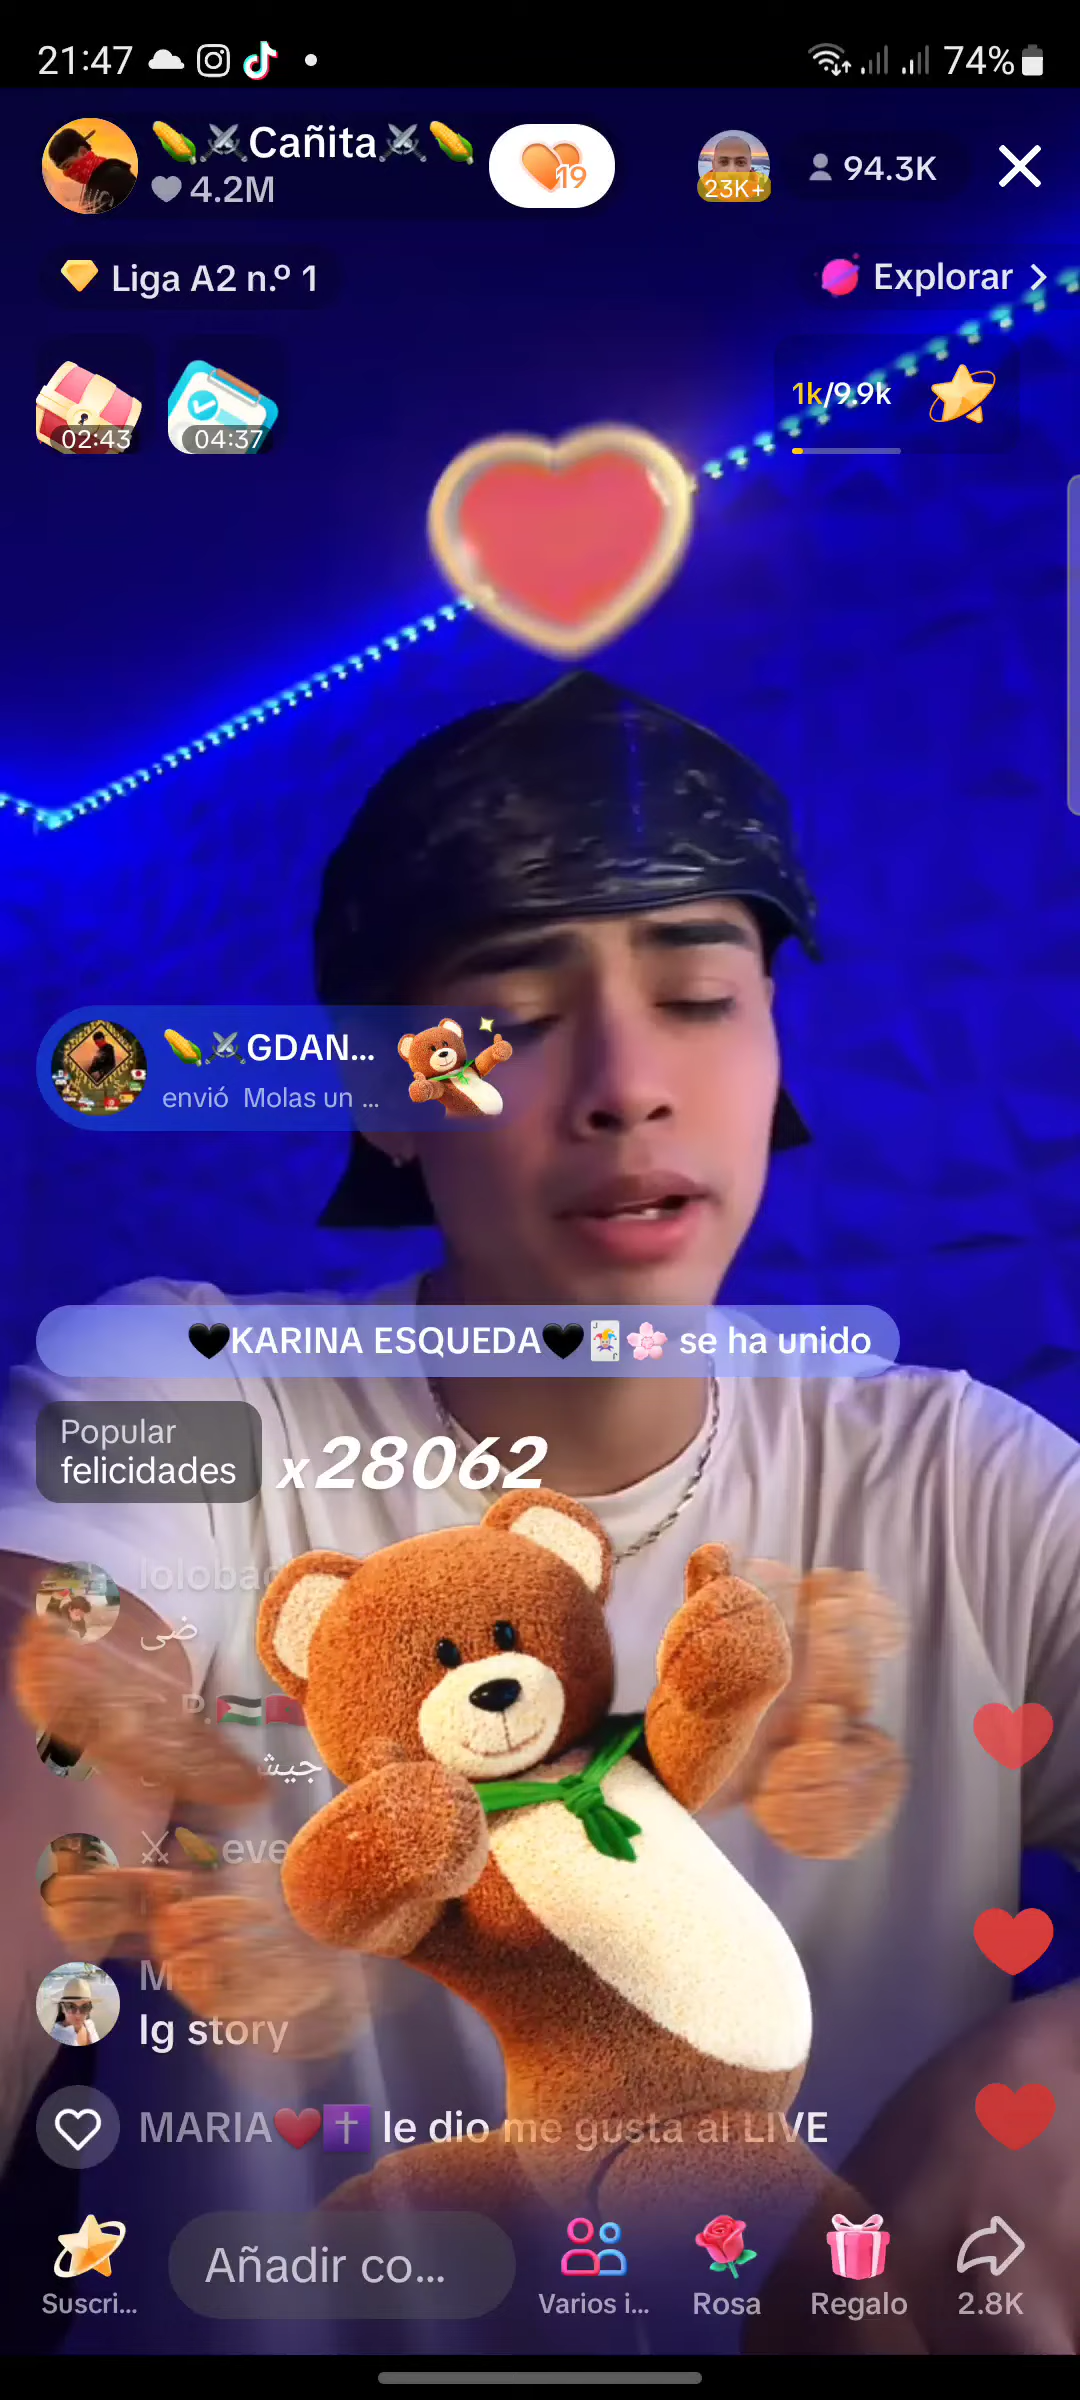 21:47
74%
🌽⚔️Cañita⚔️🌽
4.2M
19
23K+
94.3K
Liga A2 n.º 1
Explorar
02:43
04:37
1k/9.9k
🌽⚔️GDAN...
envió Molas un ...
🖤KARINA ESQUEDA🖤🃏🌸 se ha unido
Popular
felicidades
x28062
ضى
eve
Ig story
MARIA❤️✝️ le dio me gusta al LIVE
Suscri...
Añadir co...
Varios i...
Rosa
Regalo
2.8K